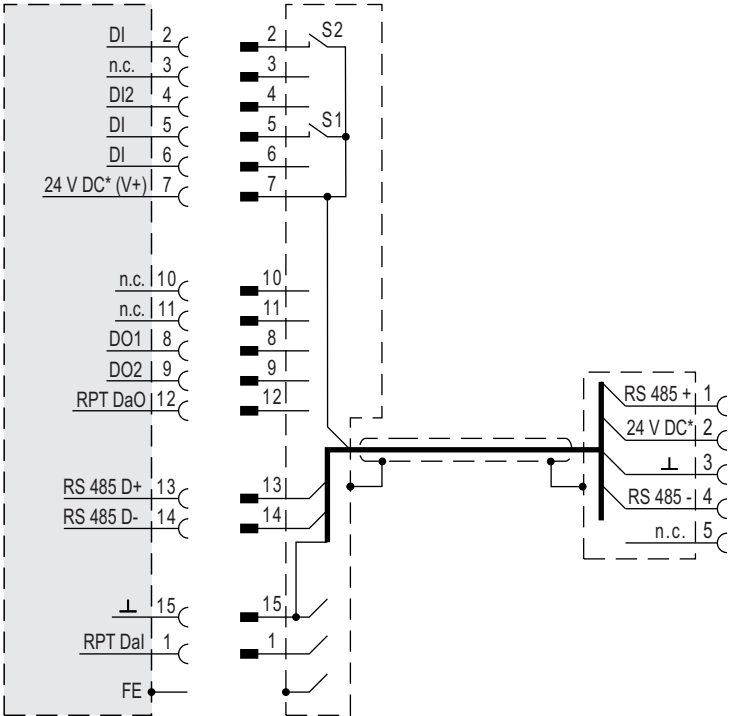 DI 2 2 S2
n.c. 3 3
DI2 4 4
DI 5 5 S1
DI 6 6
24 V DC* (V+) 7 7
n.c. 10 10
n.c. 11 11
DO1 8 8
DO2 9 9
RPT DaO 12 12
RS 485 + 1
24 V DC* 2
3
RS 485 - 4
n.c. 5
RS 485 D+ 13 13
RS 485 D- 14 14
15 15
RPT DaI 1 1
FE